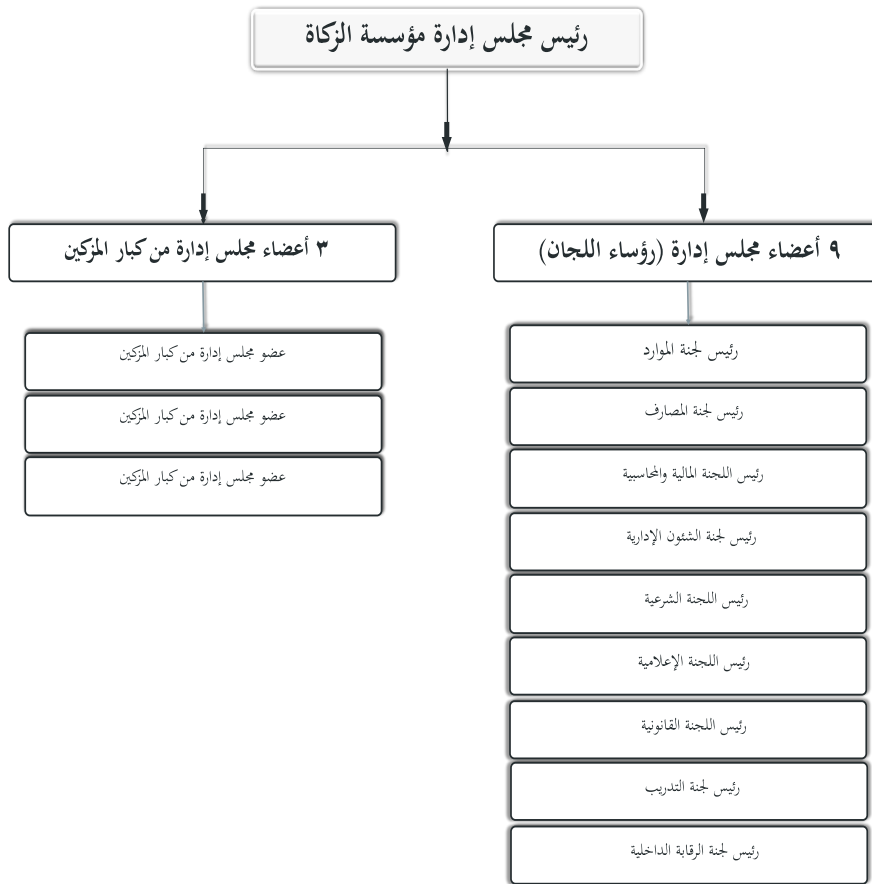 رئيس مجلس إدارة مؤسسة الزكاة
٩ أعضاء مجلس إدارة (رؤساء اللجان)
رئيس لجنة الموارد
رئيس لجنة المصارف
رئيس اللجنة المالية والمحاسبية
رئيس لجنة الشئون الإدارية
رئيس اللجنة الشرعية
رئيس اللجنة الإعلامية
رئيس اللجنة القانونية
رئيس لجنة التدريب
رئيس لجنة الرقابة الداخلية
٣ أعضاء مجلس إدارة من كبار المزكين
عضو مجلس إدارة من كبار المزكين
عضو مجلس إدارة من كبار المزكين
عضو مجلس إدارة من كبار المزكين